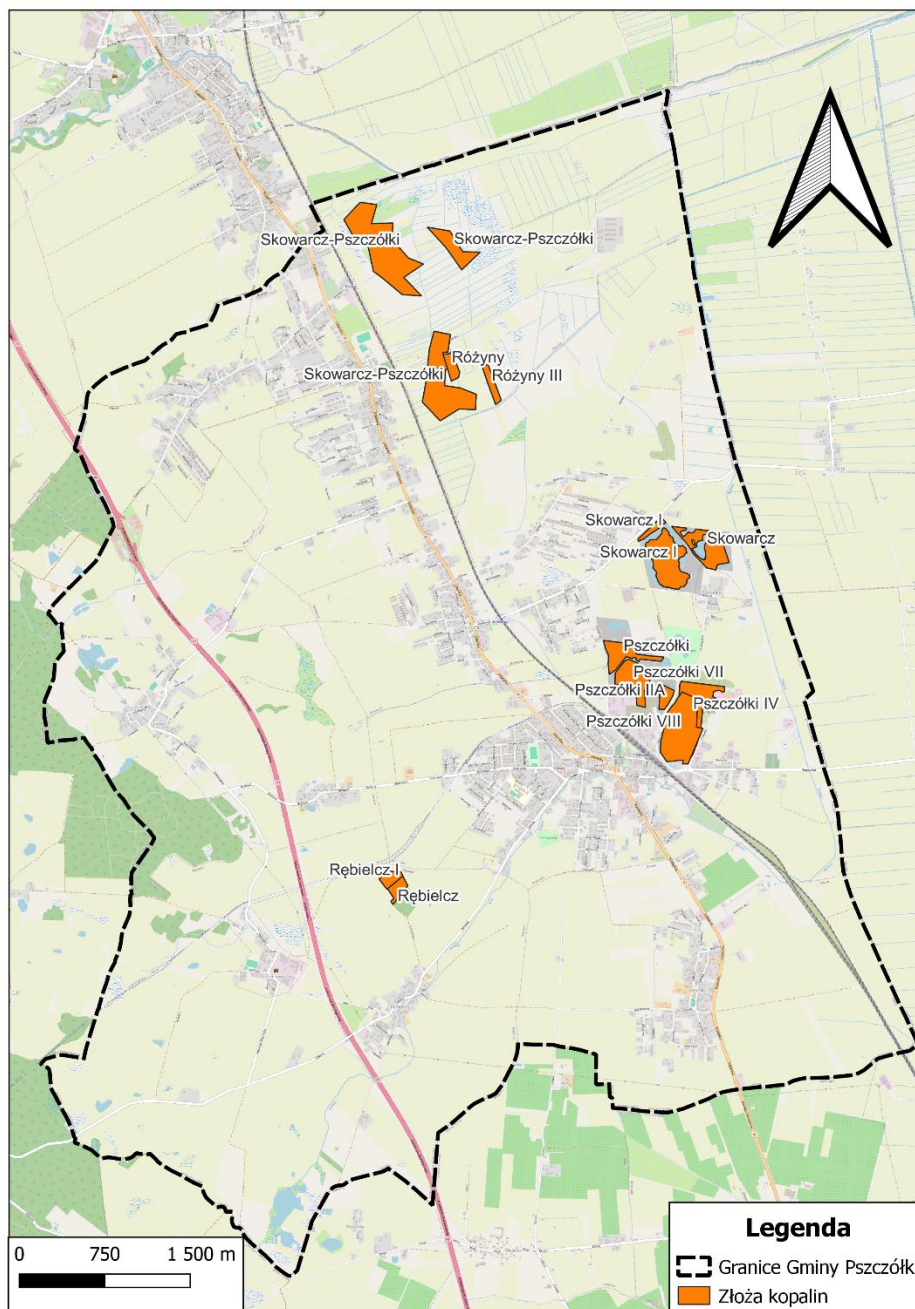 Skowarcz-Pszczółki
Skowarcz-Pszczółki
Różyny
Skowarcz-Pszczółki
Różyny III
Skowarcz I
Skowarcz
Skowarcz I
Pszczółki
Pszczółki VII
Pszczółki IIA
Pszczółki IV
Pszczółki VIII
Rębielcz I
Rębielcz
0 750 1 500 m
Legenda
Granice Gminy Pszczółk
Złoża kopalin